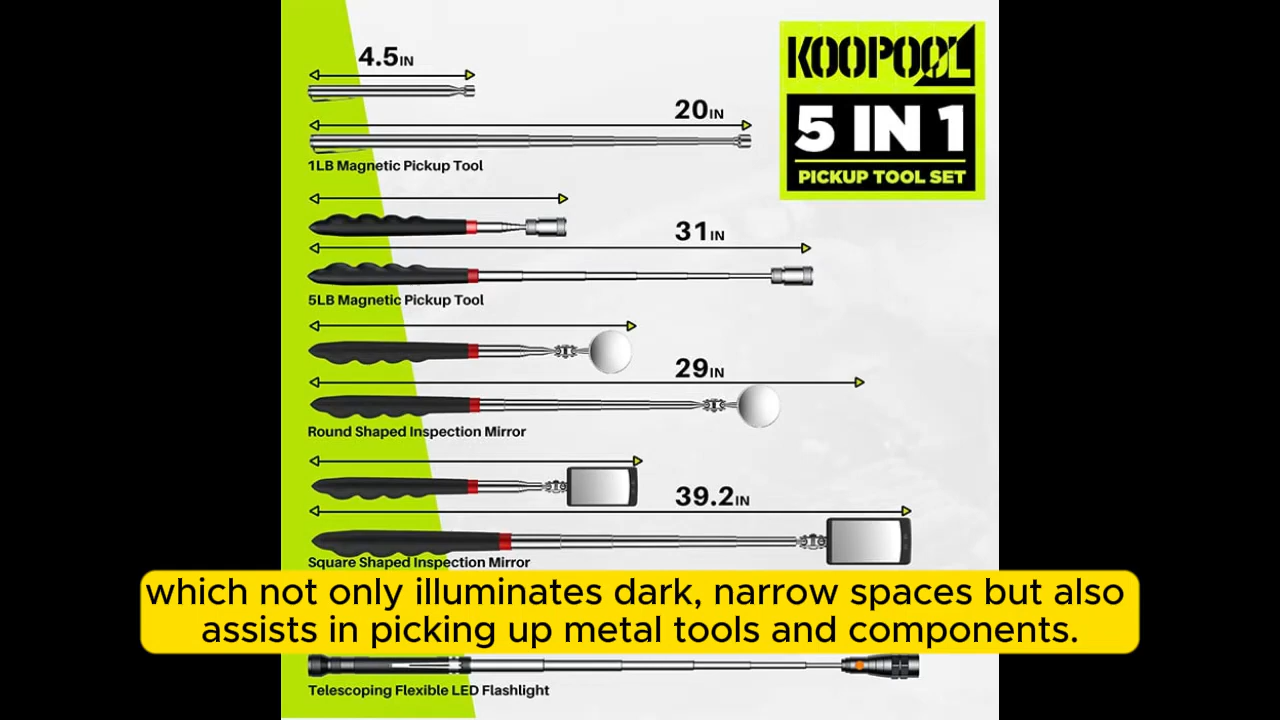 KOOPOOL
5 IN 1
PICKUP TOOL SET
4.5IN
20IN
1LB Magnetic Pickup Tool
31IN
5LB Magnetic Pickup Tool
29IN
Round Shaped Inspection Mirror
39.2IN
Square Shaped Inspection Mirror
which not only illuminates dark, narrow spaces but also
assists in picking up metal tools and components.
Telescoping Flexible LED Flashlight